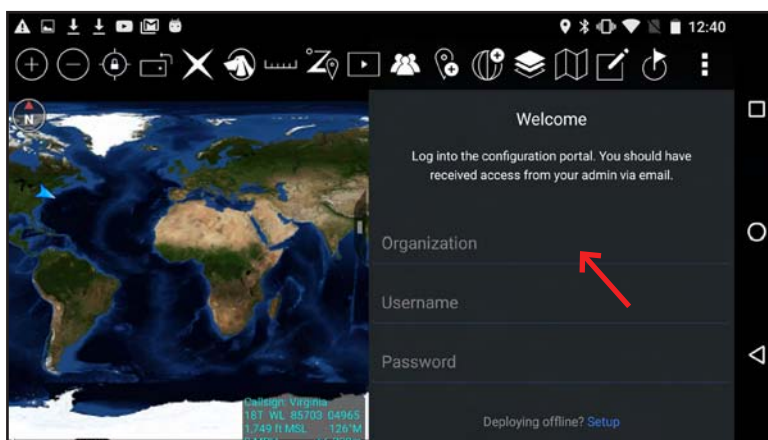 12:40
N
Welcome
Log into the configuration portal. You should have
received access from your admin via email.
Organization
Username
Password
Deploying offline? Setup
Callsign: Virginia
18T WL 85703 04965
1,749 ft MSL 126°M